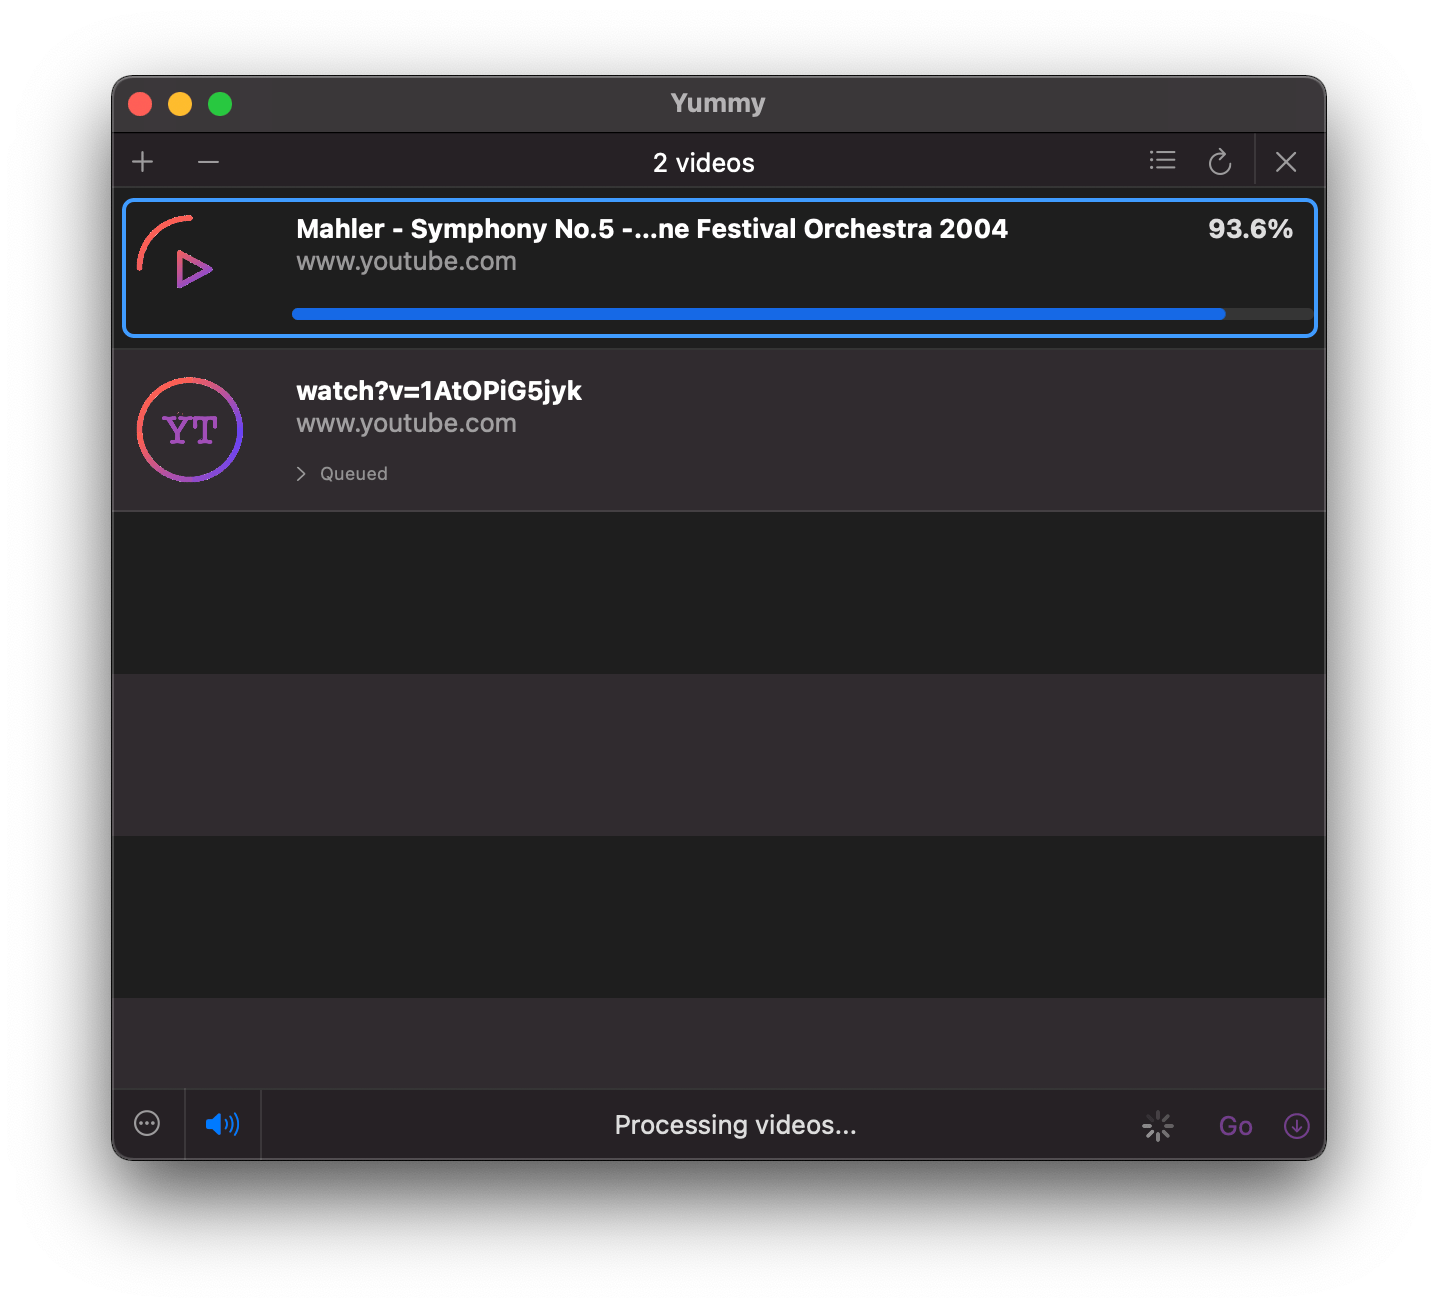 Yummy
2 videos
Mahler - Symphony No.5 -...ne Festival Orchestra 2004 93.6%
www.youtube.com
watch?v=1AtOPiG5jyk
www.youtube.com
YT
Queued
Processing videos... Go